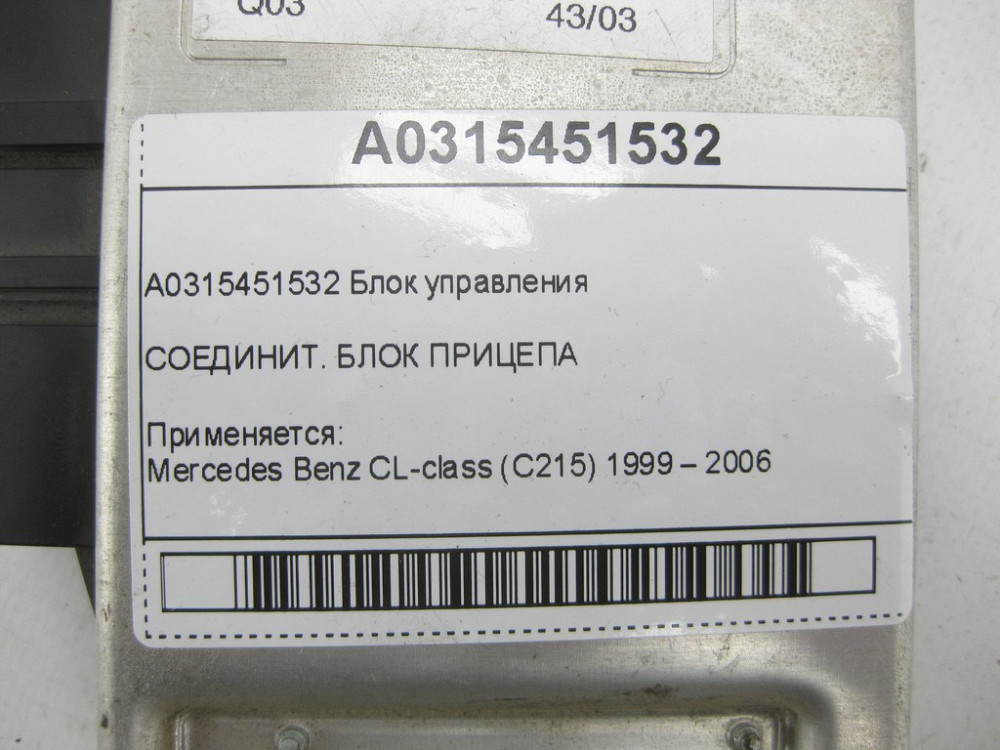 Q03
43/03
A0315451532
A0315451532 Блок управления
СОЕДИНИТ. БЛОК ПРИЦЕПА
Применяется:
Mercedes Benz CL-class (C215) 1999 – 2006